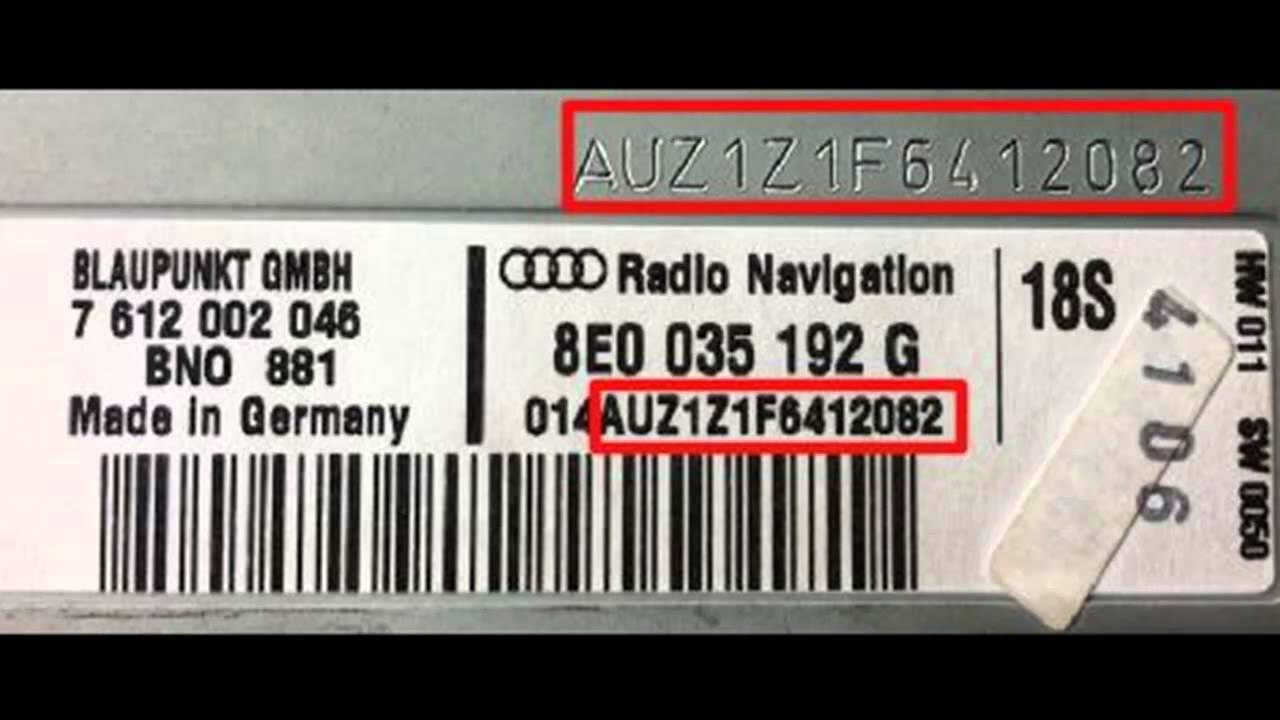 AUZ1Z1F6412082
BLAUPUNKT GMBH
7 612 002 046
BNO 881
Made in Germany
Radio Navigation
8E0 035 192 G
014AUZ1Z1F6412082
18S
4106
HW 011
SW 0050